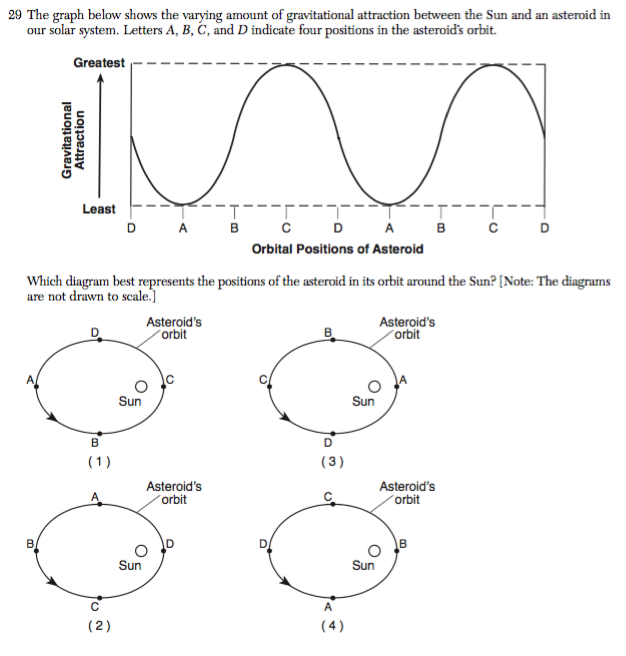 29 The graph below shows the varying amount of gravitational attraction between the Sun and an asteroid in
our solar system. Letters A, B, C, and D indicate four positions in the asteroid's orbit.
Greatest
Gravitational
Attraction
Least
D A B C D A B C D
Orbital Positions of Asteroid
Which diagram best represents the positions of the asteroid in its orbit around the Sun? [Note: The diagrams
are not drawn to scale.]
Asteroid's
orbit
D
A
C
Sun
B
(1)
Asteroid's
orbit
B
C
A
Sun
D
(3)
Asteroid's
orbit
A
B
D
Sun
C
(2)
Asteroid's
orbit
C
D
B
Sun
A
(4)